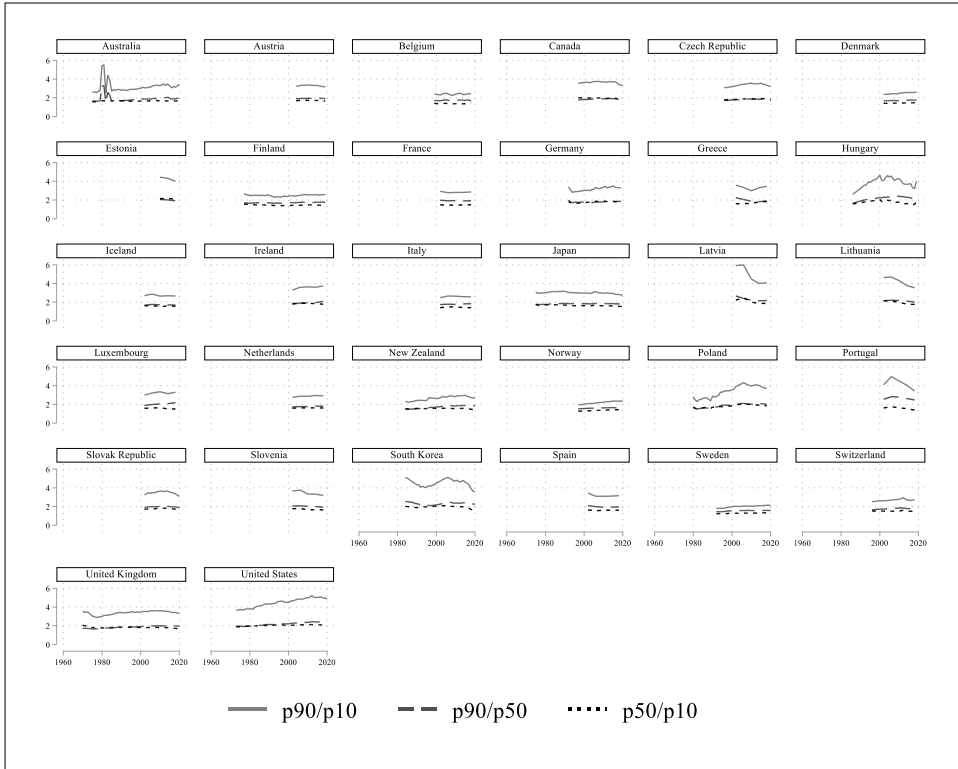 Australia Austria Belgium Canada Czech Republic Denmark
6
4
2
0
Estonia Finland France Germany Greece Hungary
6
4
2
0
Iceland Ireland Italy Japan Latvia Lithuania
6
4
2
0
Luxembourg Netherlands New Zealand Norway Poland Portugal
6
4
2
0
Slovak Republic Slovenia South Korea Spain Sweden Switzerland
6
4
2
0
1960 1980 2000 2020 1960 1980 2000 2020 1960 1980 2000 2020 1960 1980 2000 2020
United Kingdom United States
6
4
2
0
1960 1980 2000 2020 1960 1980 2000 2020
p90/p10 p90/p50 p50/p10